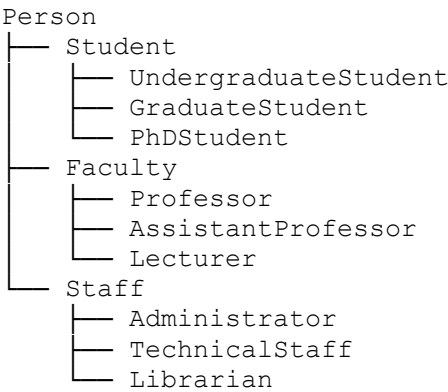 Person
├── Student
│   ├── UndergraduateStudent
│   ├── GraduateStudent
│   └── PhDStudent
├── Faculty
│   ├── Professor
│   ├── AssistantProfessor
│   └── Lecturer
└── Staff
    ├── Administrator
    ├── TechnicalStaff
    └── Librarian